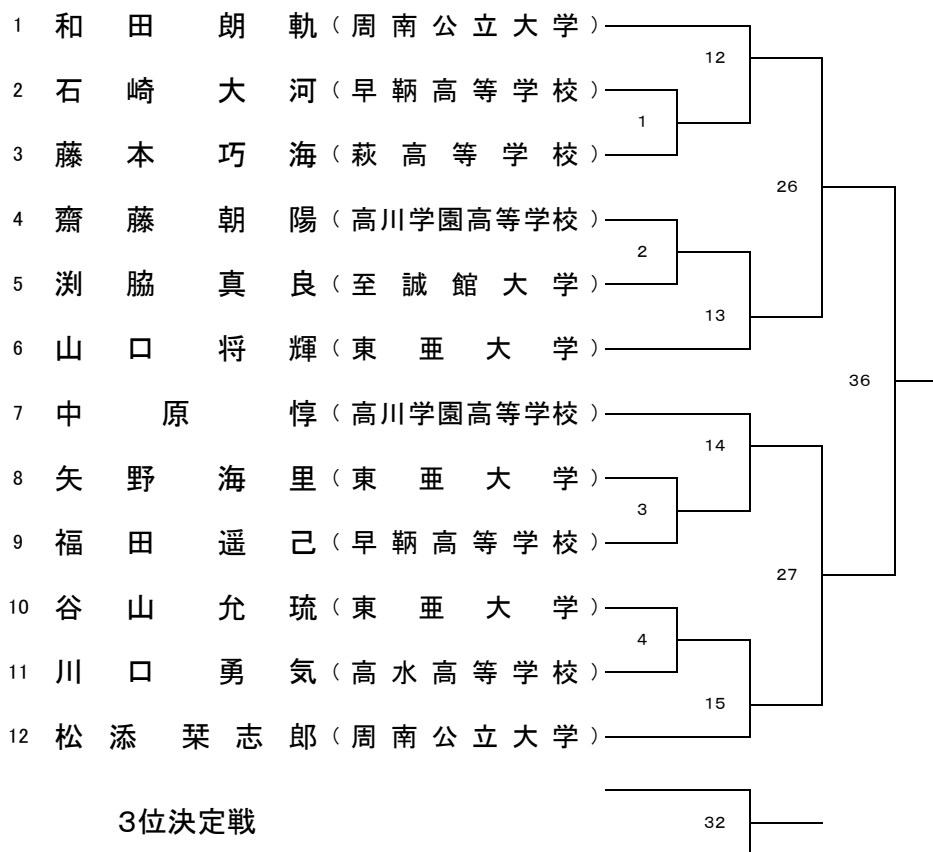 1 和田朗軌（周南公立大学）
12
2 石崎大河（早鞆高等学校）
1
3 藤本巧海（萩高等学校）
26
4 齋藤朝陽（高川学園高等学校）
2
5 渕脇真良（至誠館大学）
13
6 山口将輝（東亜大学）
36
7 中原惇（高川学園高等学校）
14
8 矢野海里（東亜大学）
3
9 福田遥己（早鞆高等学校）
27
10 谷山允琉（東亜大学）
4
11 川口勇気（高水高等学校）
15
12 松添栞志郎（周南公立大学）
3位決定戦
32